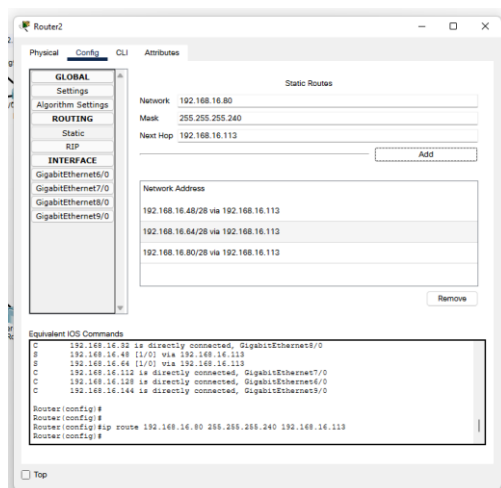 Router2
Physical Config CLI Attributes
GLOBAL
Settings
Algorithm Settings
ROUTING
Static
RIP
INTERFACE
GigabitEthernet6/0
GigabitEthernet7/0
GigabitEthernet8/0
GigabitEthernet9/0
Static Routes
Network 192.168.16.80
Mask 255.255.255.240
Next Hop 192.168.16.113
Add
Network Address
192.168.16.48/28 via 192.168.16.113
192.168.16.64/28 via 192.168.16.113
192.168.16.80/28 via 192.168.16.113
Remove
Equivalent IOS Commands
C 192.168.16.32 is directly connected, GigabitEthernet8/0
S 192.168.16.48 [1/0] via 192.168.16.113
S 192.168.16.64 [1/0] via 192.168.16.113
C 192.168.16.112 is directly connected, GigabitEthernet7/0
C 192.168.16.128 is directly connected, GigabitEthernet6/0
C 192.168.16.144 is directly connected, GigabitEthernet9/0
Router(config)#
Router(config)#
Router(config)#ip route 192.168.16.80 255.255.255.240 192.168.16.113
Router(config)#
Top